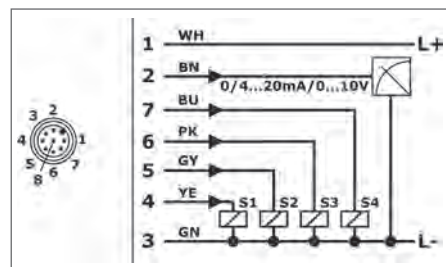 1 WH L+
2 BN
0/4...20mA/0...10V
7 BU
6 PK
5 GY
4 YE S1 S2 S3 S4
3 GN L-
3 2
4 1
5 6 7
8